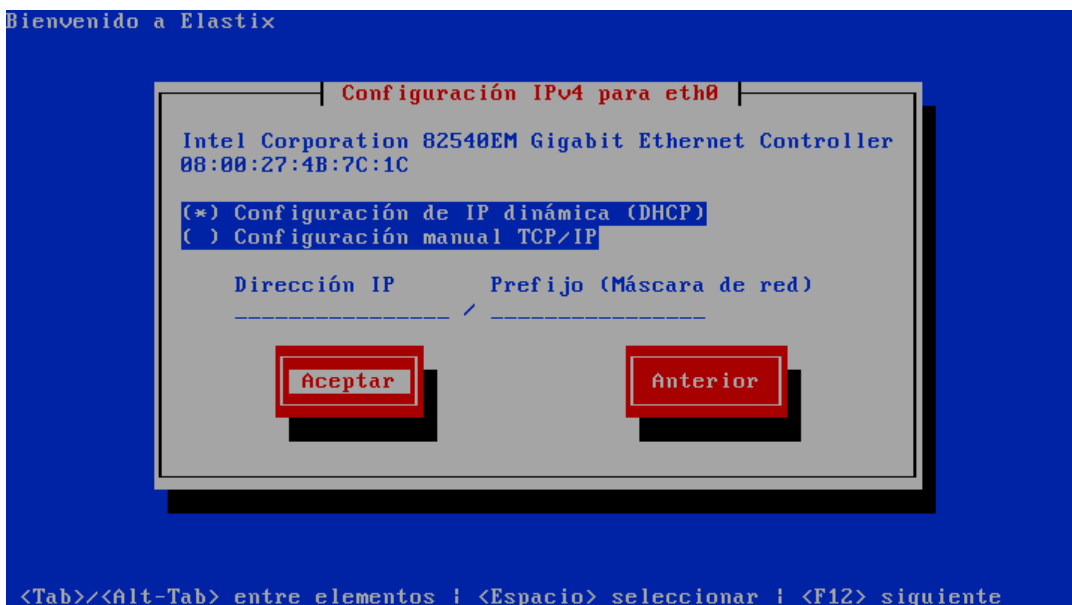 Bienvenido a Elastix
Configuración IPv4 para eth0
Intel Corporation 82540EM Gigabit Ethernet Controller
08:00:27:4B:7C:1C
(*) Configuración de IP dinámica (DHCP)
( ) Configuración manual TCP/IP
Dirección IP Prefijo (Máscara de red)
________________ / ________________
Aceptar Anterior
<Tab>/<Alt-Tab> entre elementos ¦ <Espacio> seleccionar ¦ <F12> siguiente